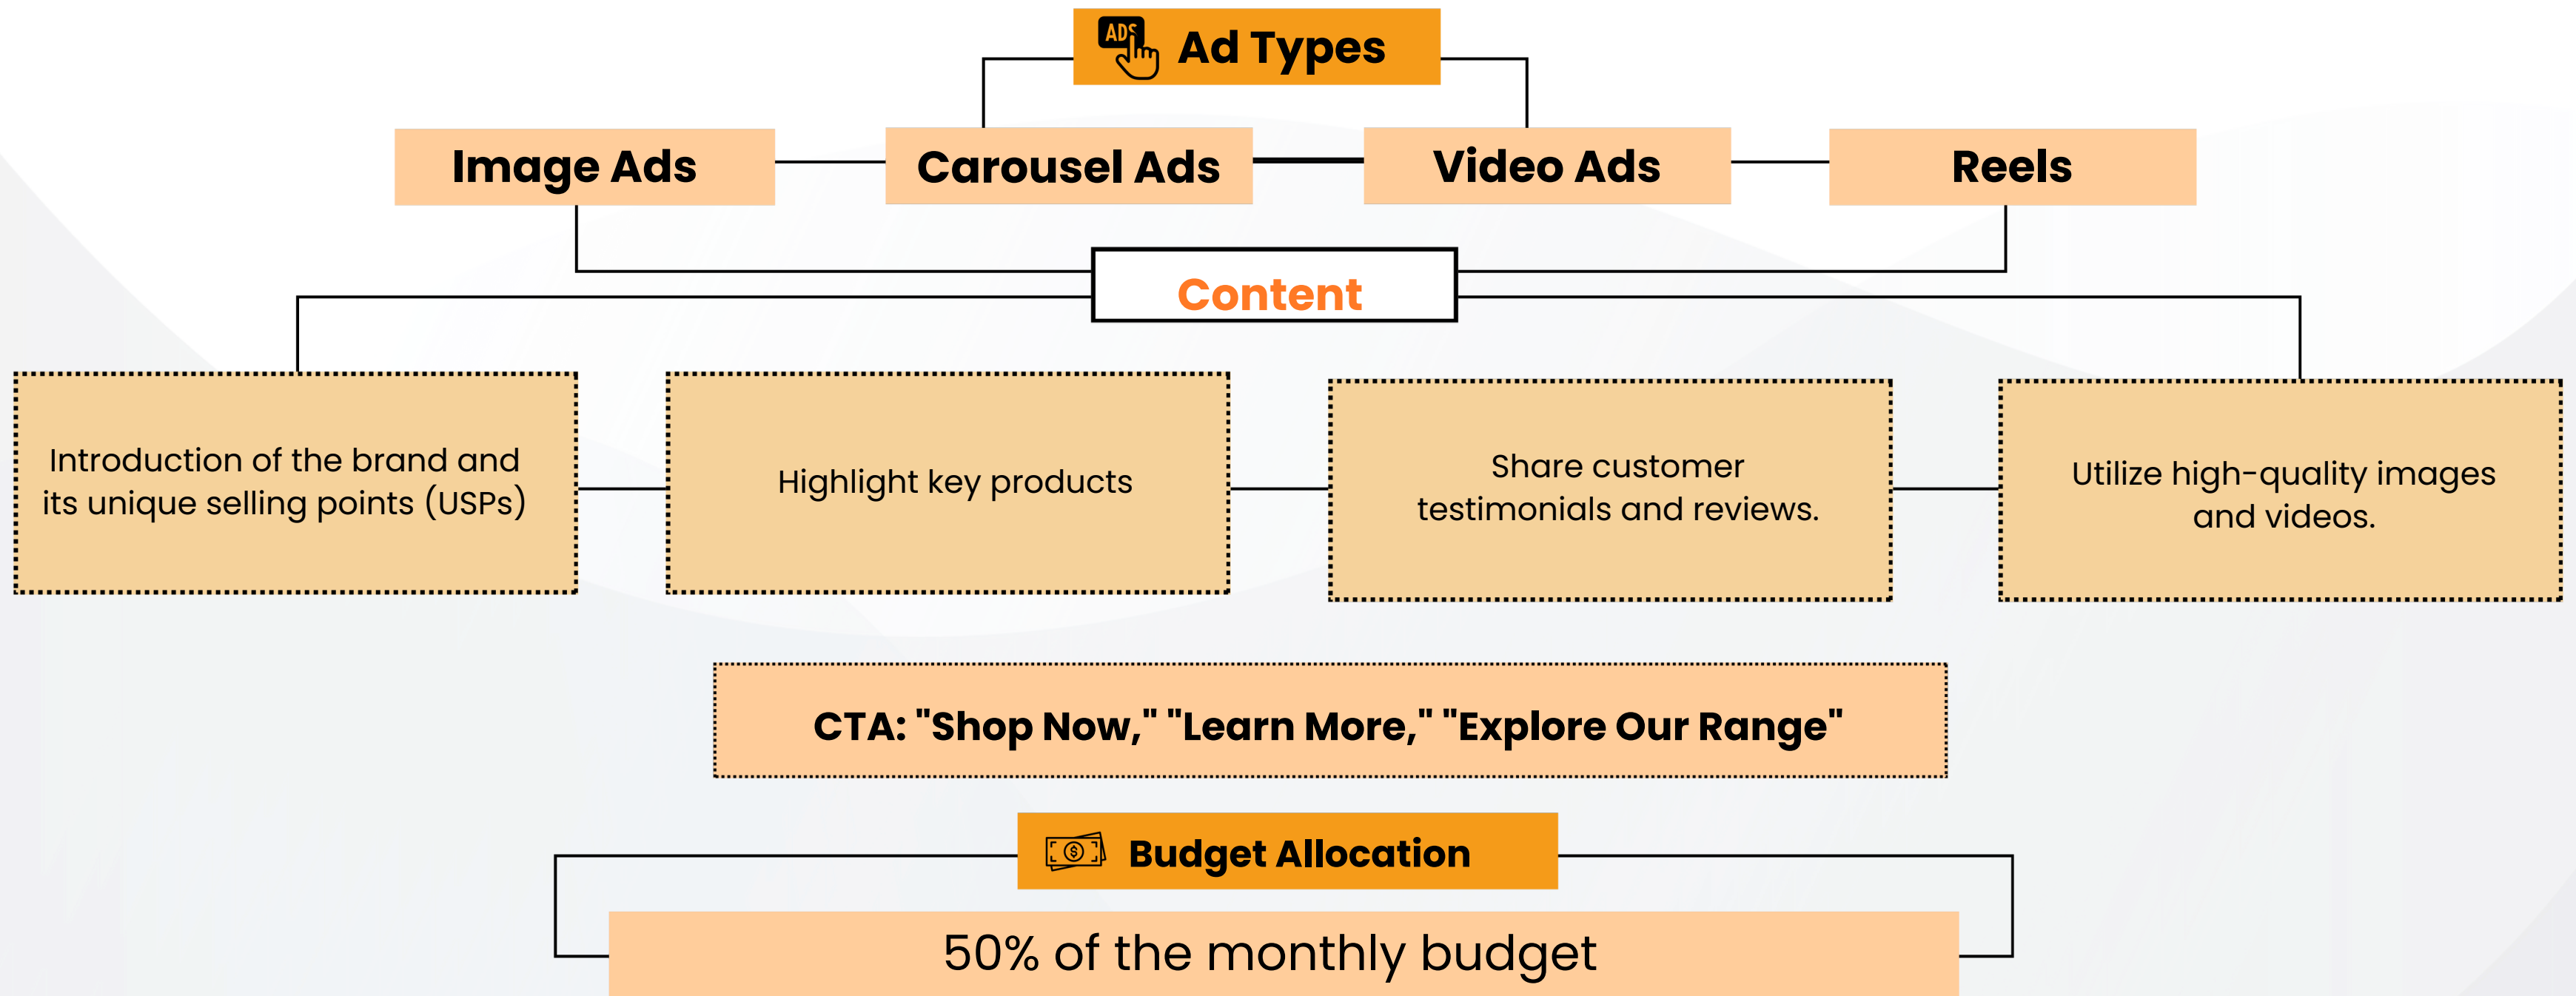 ADS
Ad Types
Image Ads
Carousel Ads
Video Ads
Reels
Content
Introduction of the brand and
its unique selling points (USPs)
Highlight key products
Share customer
testimonials and reviews.
Utilize high-quality images
and videos.
CTA: "Shop Now," "Learn More," "Explore Our Range"
Budget Allocation
50% of the monthly budget